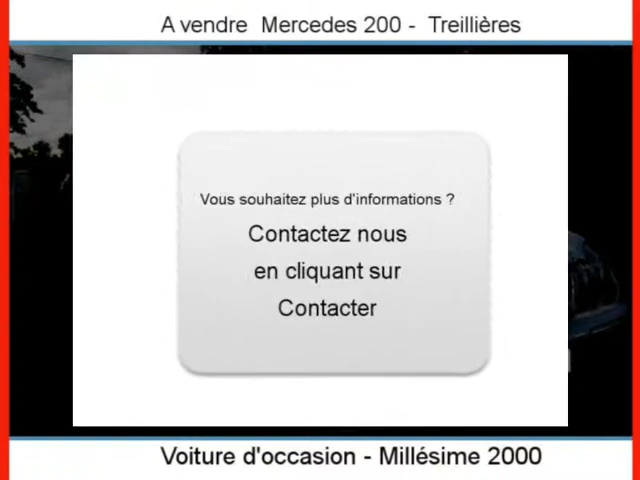 A vendre Mercedes 200 - Treillières
Vous souhaitez plus d'informations ?
Contactez nous
en cliquant sur
Contacter
Voiture d'occasion - Millésime 2000